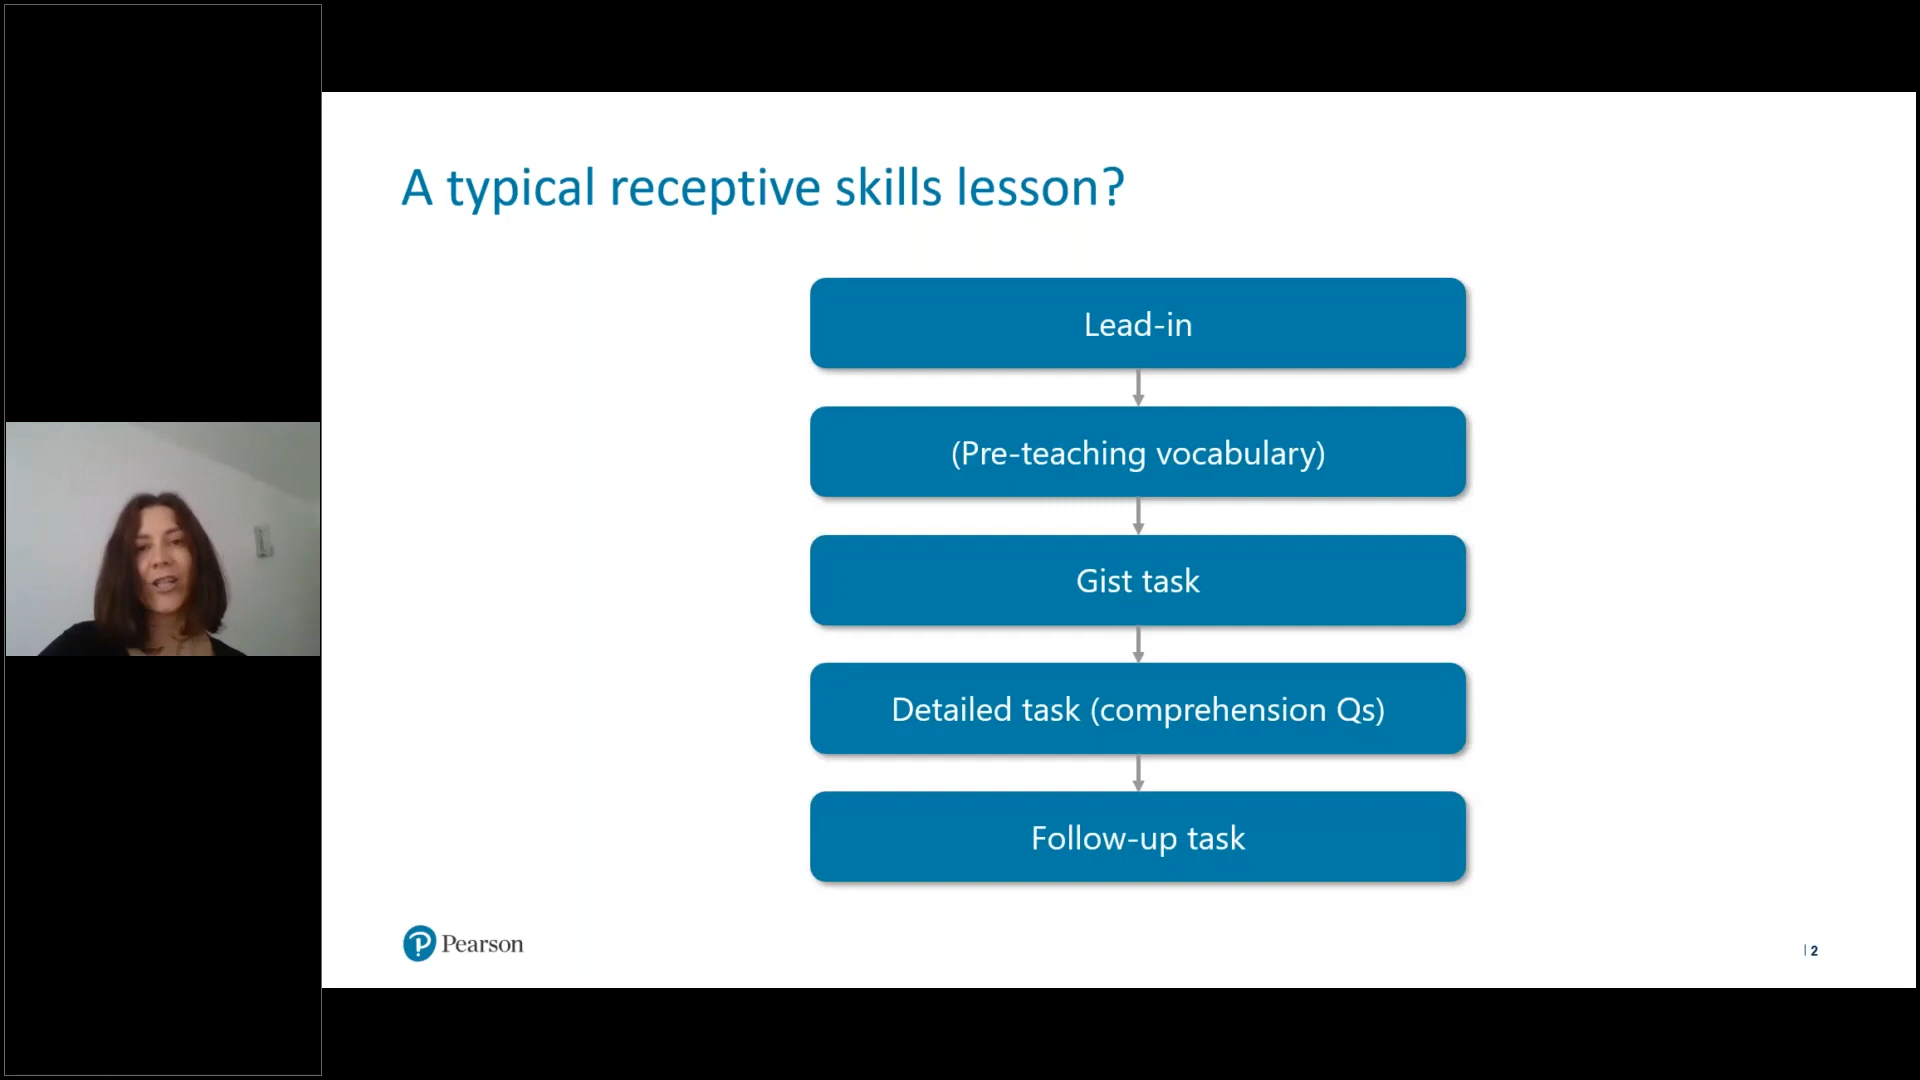 A typical receptive skills lesson?
Lead-in
(Pre-teaching vocabulary)
Gist task
Detailed task (comprehension Qs)
Follow-up task
Pearson
| 2